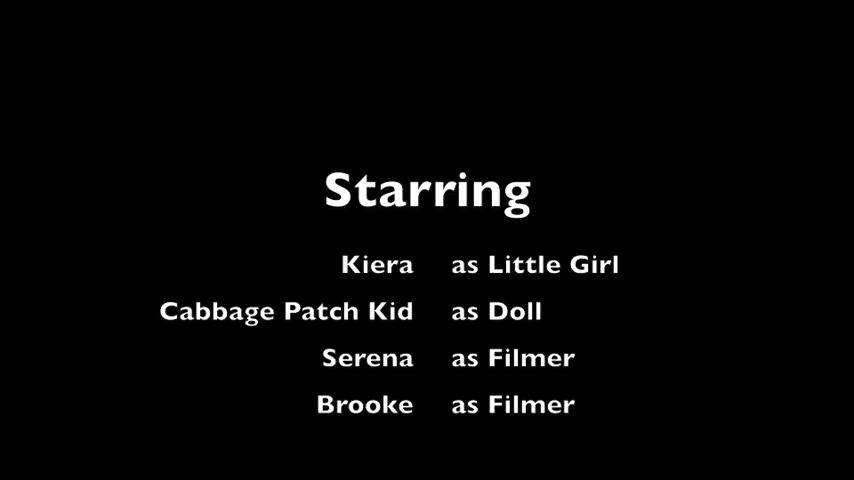 Starring
Kiera as Little Girl
Cabbage Patch Kid as Doll
Serena as Filmer
Brooke as Filmer